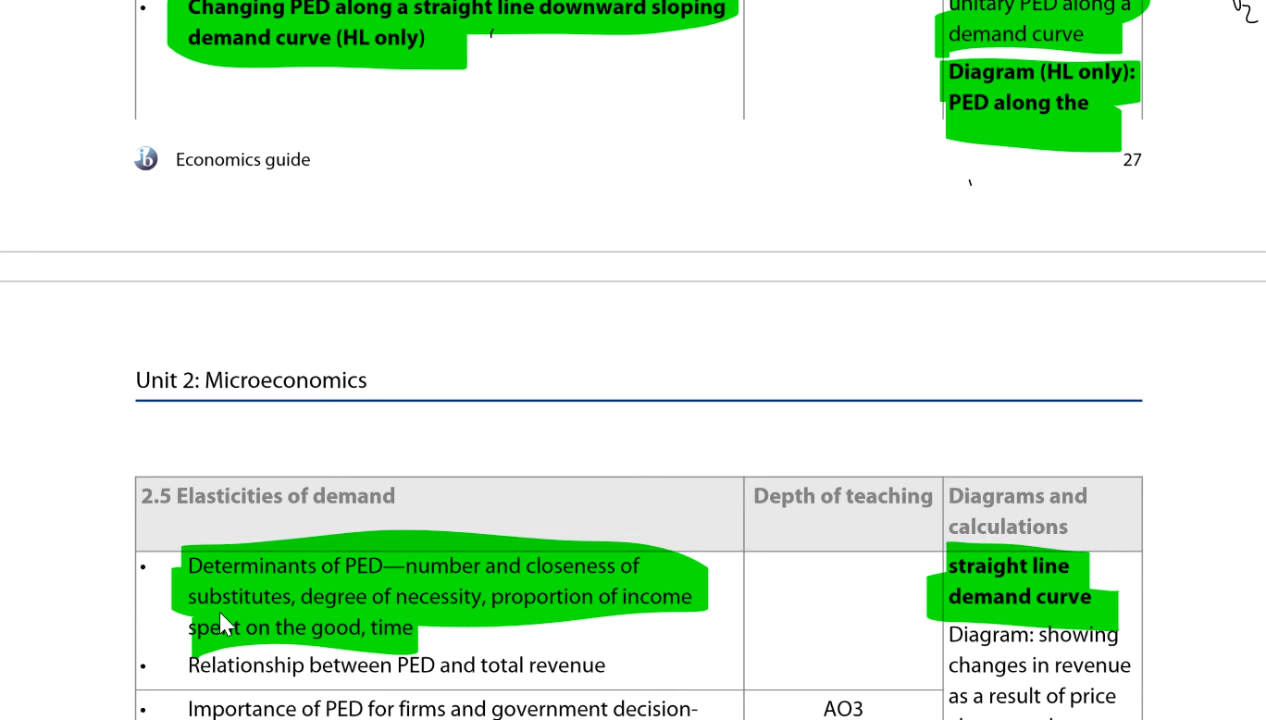 • Changing PED along a straight line downward sloping
demand curve (HL only)
unitary PED along a
demand curve
Diagram (HL only):
PED along the
ib Economics guide
27
Unit 2: Microeconomics
2.5 Elasticities of demand
Depth of teaching
Diagrams and
calculations
• Determinants of PED—number and closeness of
substitutes, degree of necessity, proportion of income
spent on the good, time
• Relationship between PED and total revenue
straight line
demand curve
Diagram: showing
changes in revenue
as a result of price
• Importance of PED for firms and government decision-
AO3